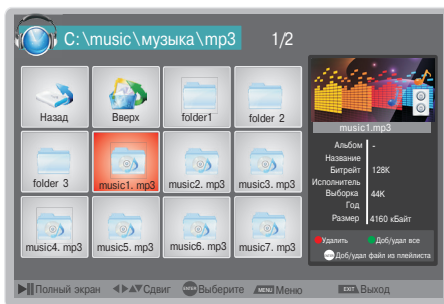 C:\music\музыка\mp3 1/2
Назад Вверх folder1 folder 2
folder 3 music1. mp3 music2. mp3 music3. mp3
music4. mp3 music5. mp3 music6. mp3 music7. mp3
music1.mp3
Альбом -
Название
Битрейт 128K
Исполнитель
Выборка 44K
Год
Размер 4160 кБайт
Удалить Доб/удал все
ENTER Доб/удал файл из плейлиста
Полный экран Сдвиг ENTER Выберите MENU Меню EXIT Выход